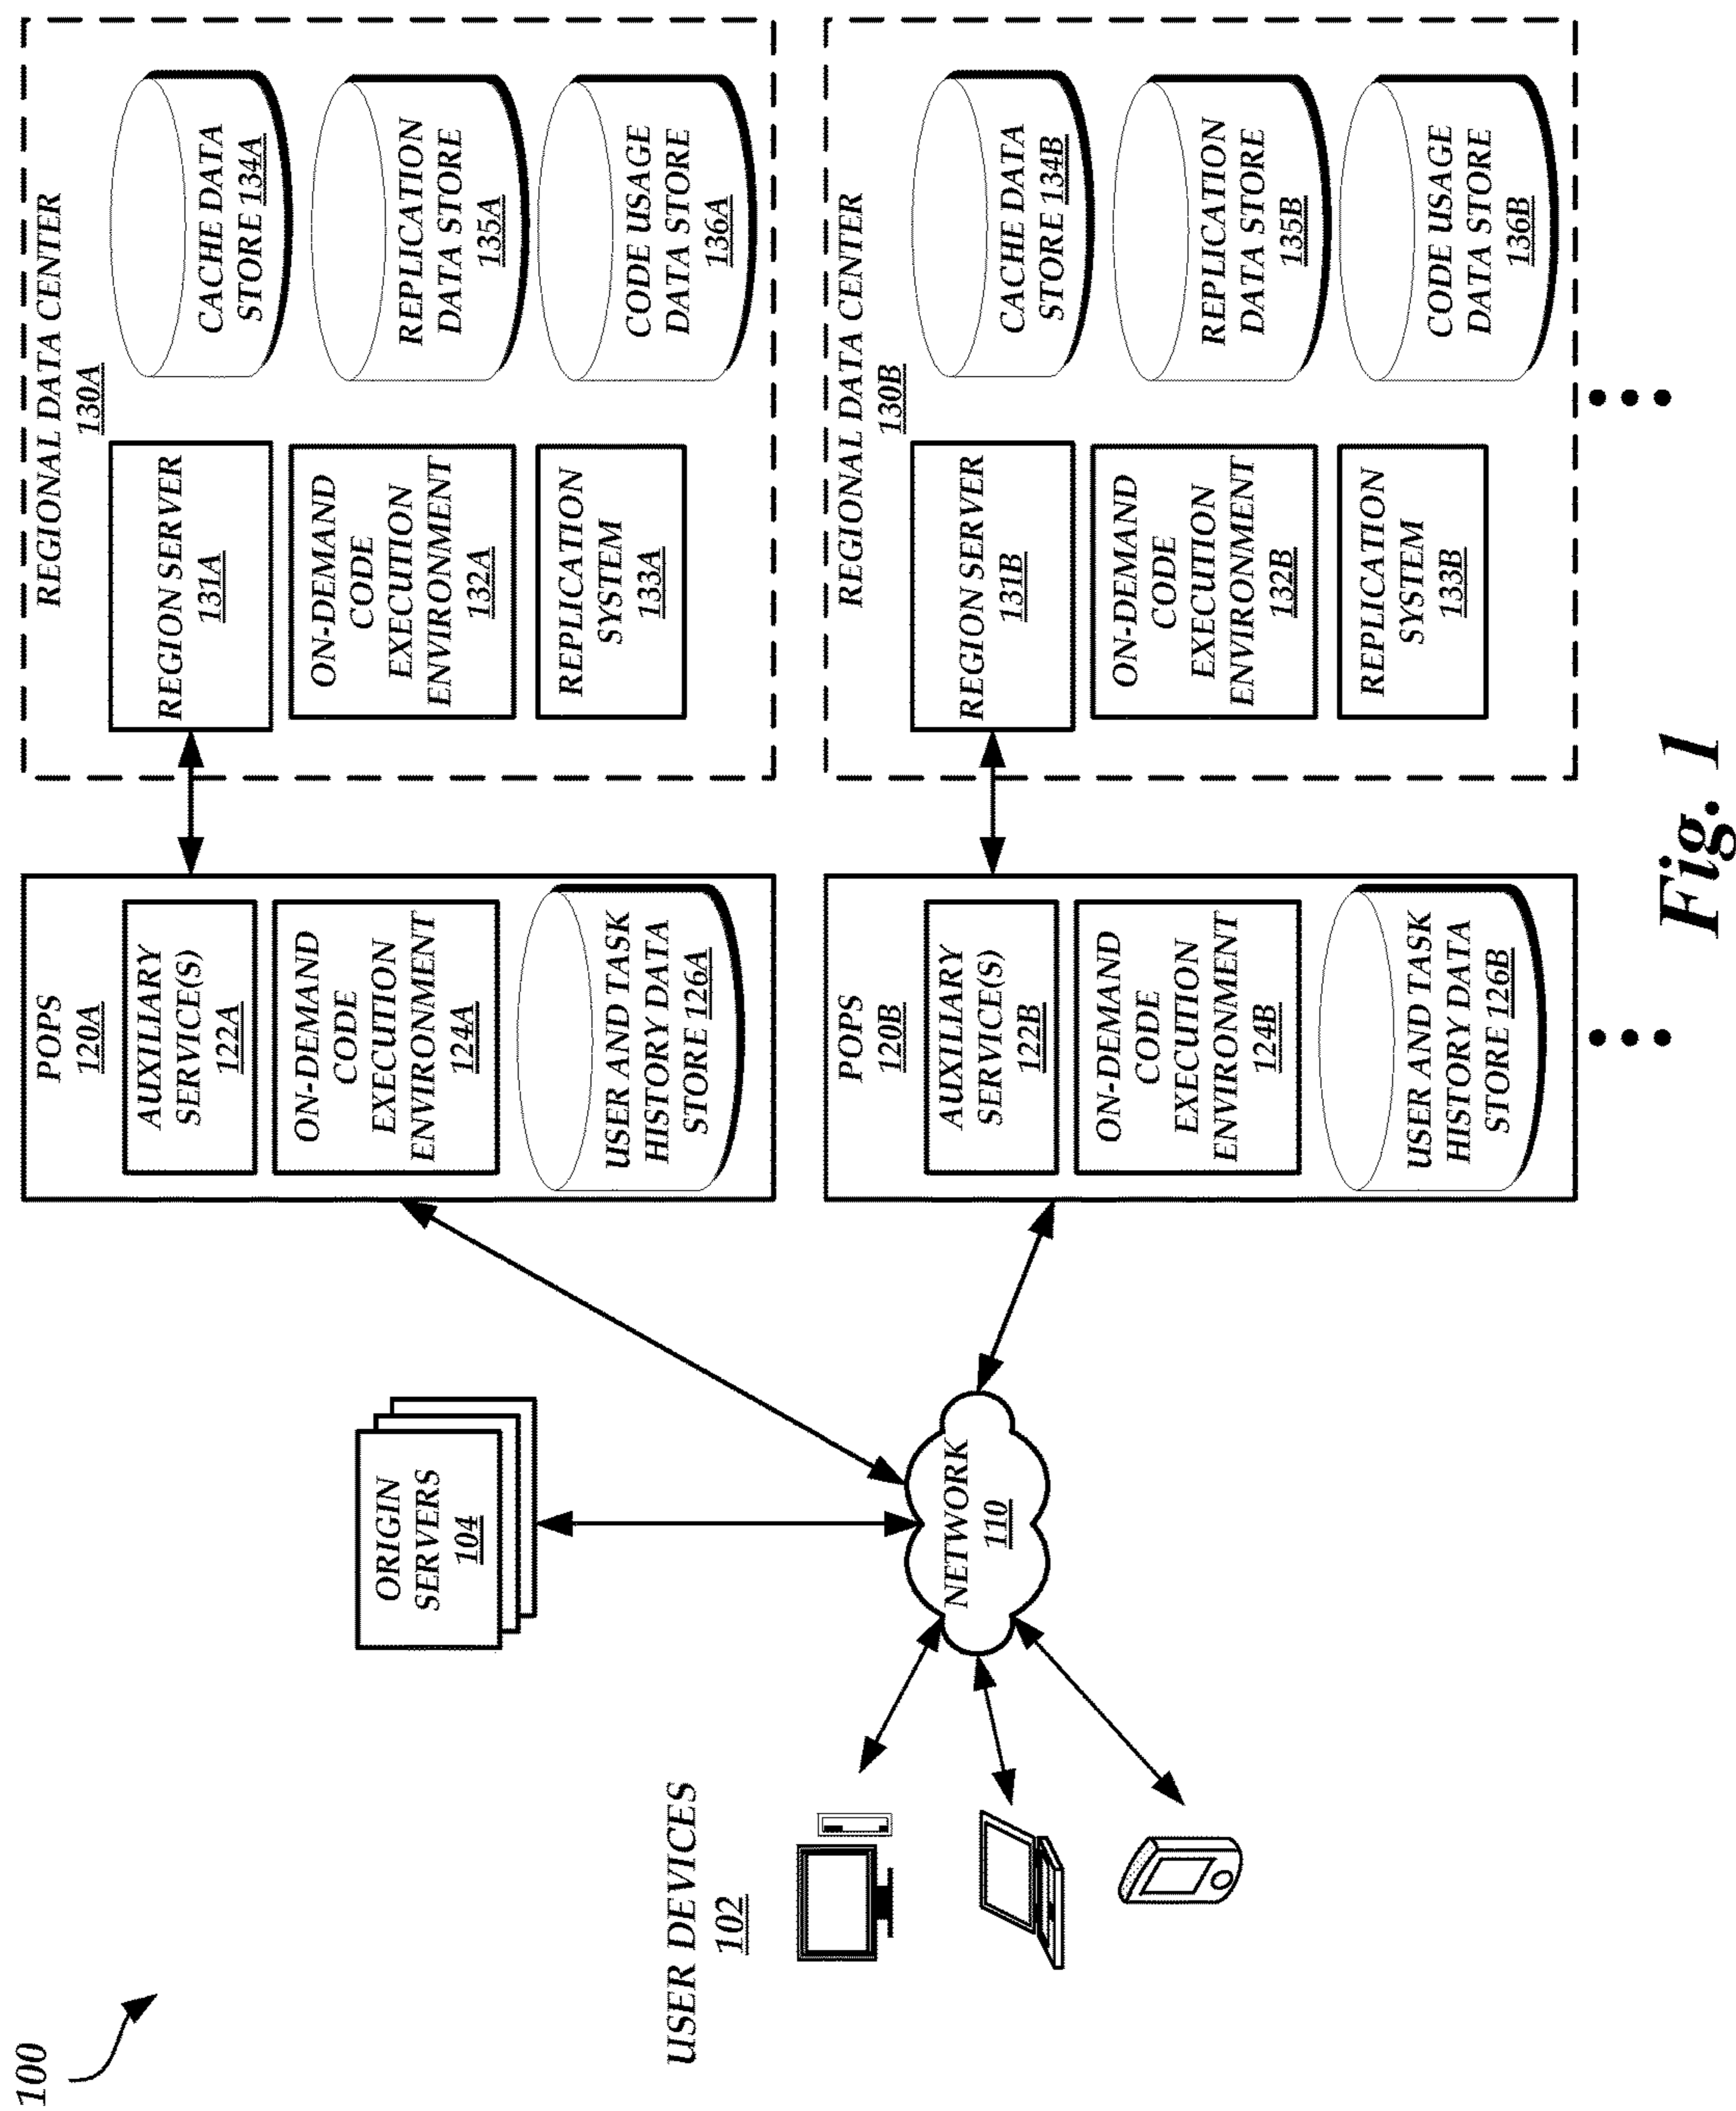 100
USER DEVICES
102
ORIGIN
SERVERS
104
NETWORK
110
POPS
120A
AUXILIARY
SERVICE(S)
122A
ON-DEMAND
CODE
EXECUTION
ENVIRONMENT
124A
USER AND TASK
HISTORY DATA
STORE 126A
REGIONAL DATA CENTER
130A
REGION SERVER
131A
ON-DEMAND
CODE
EXECUTION
ENVIRONMENT
132A
REPLICATION
SYSTEM
133A
CACHE DATA
STORE 134A
REPLICATION
DATA STORE
135A
CODE USAGE
DATA STORE
136A
POPS
120B
AUXILIARY
SERVICE(S)
122B
ON-DEMAND
CODE
EXECUTION
ENVIRONMENT
124B
USER AND TASK
HISTORY DATA
STORE 126B
REGIONAL DATA CENTER
130B
REGION SERVER
131B
ON-DEMAND
CODE
EXECUTION
ENVIRONMENT
132B
REPLICATION
SYSTEM
133B
CACHE DATA
STORE 134B
REPLICATION
DATA STORE
135B
CODE USAGE
DATA STORE
136B
Fig. 1